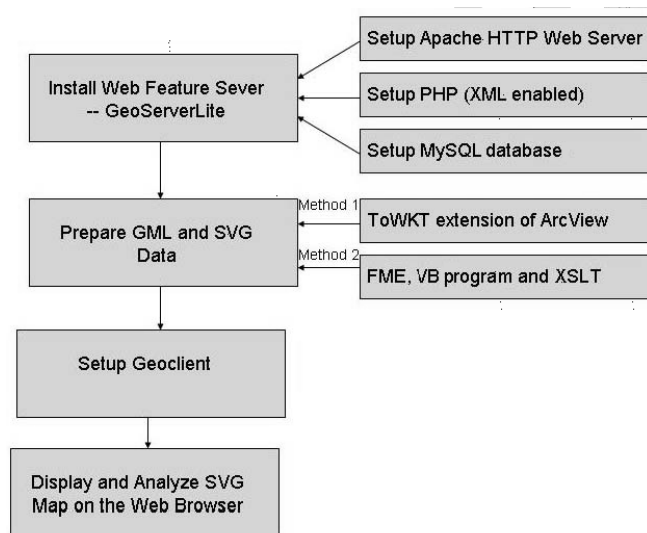 Setup Apache HTTP Web Server
Install Web Feature Sever
-- GeoServerLite
Setup PHP (XML enabled)
Setup MySQL database
Method 1
ToWKT extension of ArcView
Prepare GML and SVG
Data
Method 2
FME, VB program and XSLT
Setup Geoclient
Display and Analyze SVG
Map on the Web Browser